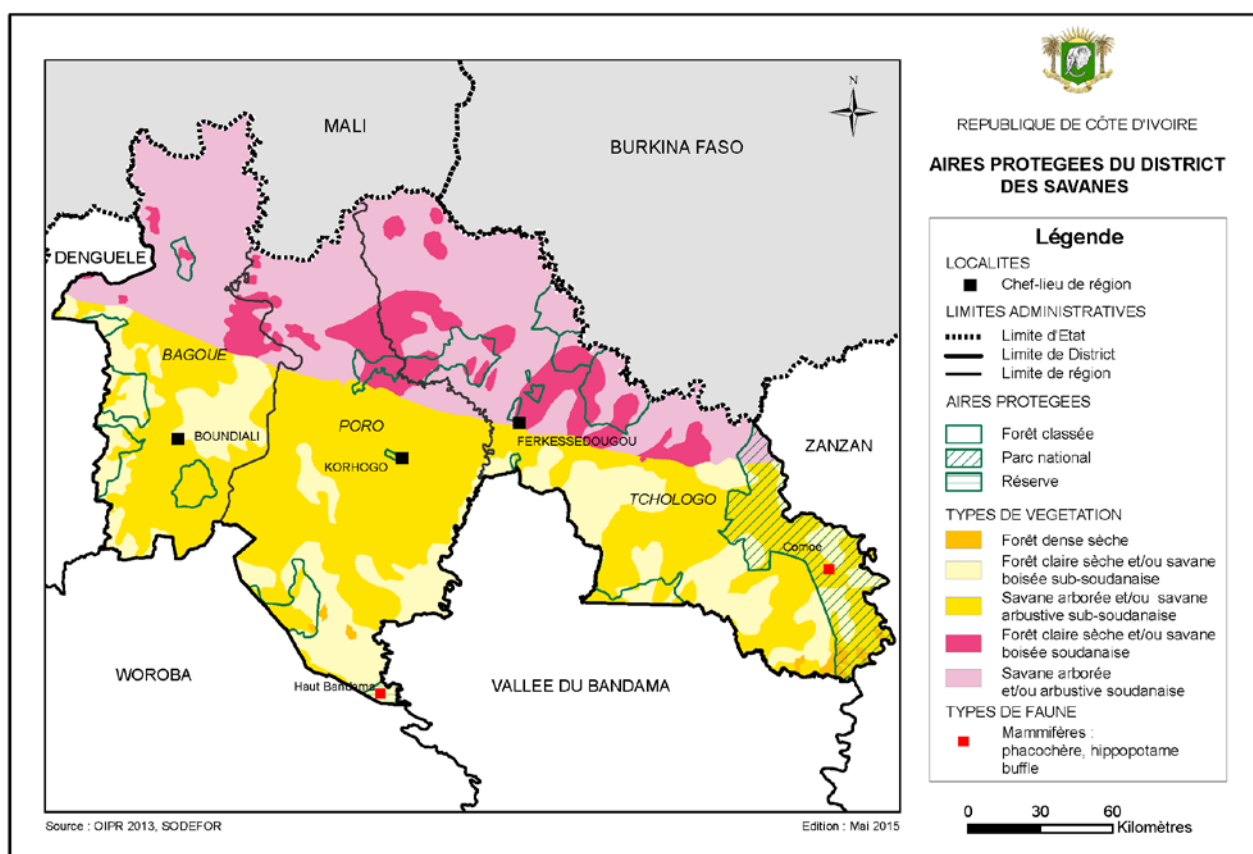 MALI
BURKINA FASO
DENGUELE
BAGOUE
BOUNDIALI
PORO
KORHOGO
FERKESSEDOUGOU
TCHOLOGO
ZANZAN
Comoé
WOROBA
Haut Bandama
VALLEE DU BANDAMA
N
Source : OIPR 2013, SODEFOR
Edition : Mai 2015
REPUBLIQUE DE CÔTE D'IVOIRE
AIRES PROTEGEES DU DISTRICT
DES SAVANES
Légende
LOCALITES
Chef-lieu de région
LIMITES ADMINISTRATIVES
Limite d'Etat
Limite de District
Limite de région
AIRES PROTEGEES
Forêt classée
Parc national
Réserve
TYPES DE VEGETATION
Forêt dense sèche
Forêt claire sèche et/ou savane
boisée sub-soudanaise
Savane arborée et/ou savane
arbustive sub-soudanaise
Forêt claire sèche et/ou savane
boisée soudanaise
Savane arborée
et/ou arbustive soudanaise
TYPES DE FAUNE
Mammifères :
phacochère, hippopotame
buffle
0 30 60
Kilomètres